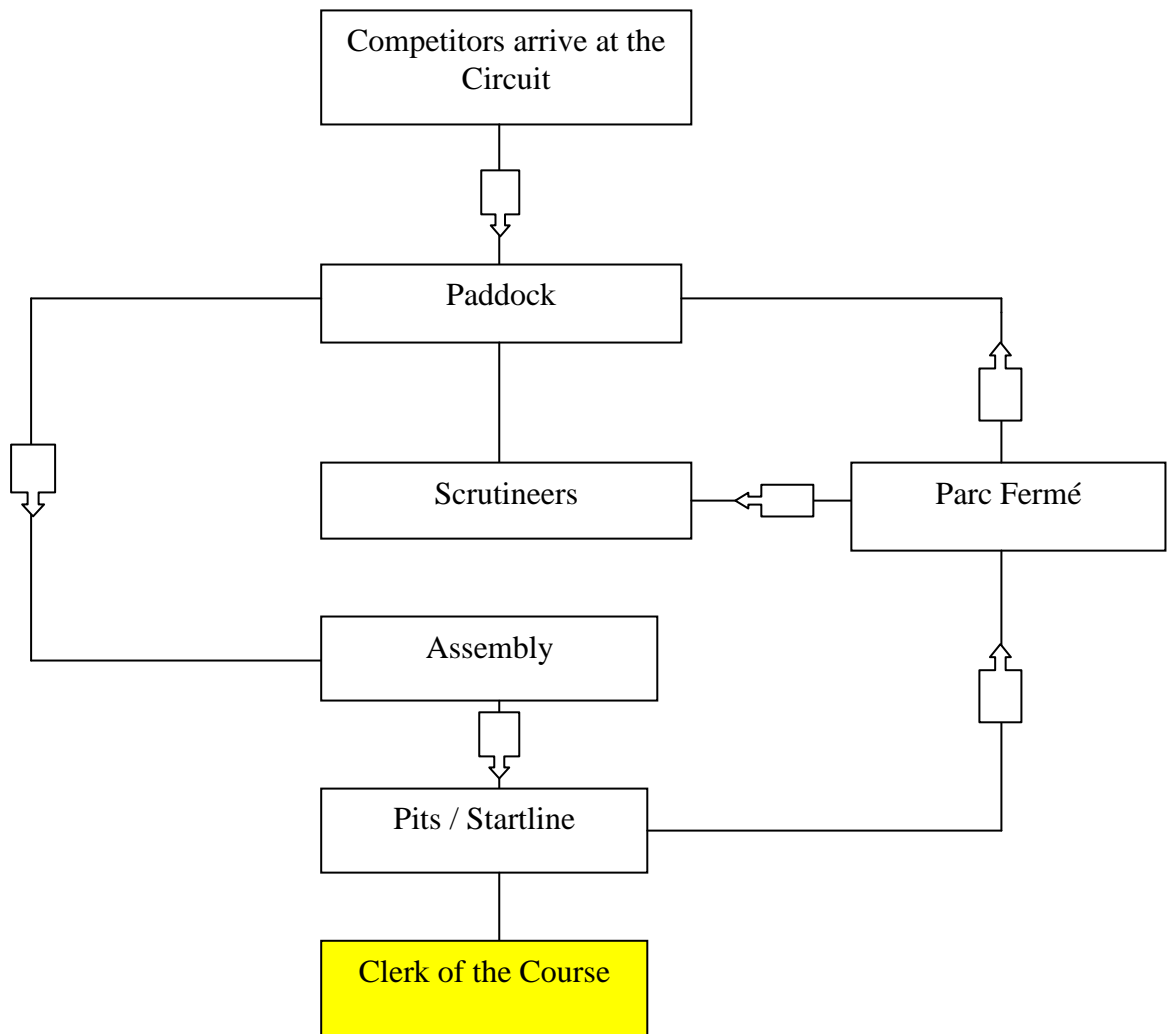 Competitors arrive at the
Circuit
Paddock
Scrutineers
Parc Fermé
Assembly
Pits / Startline
Clerk of the Course